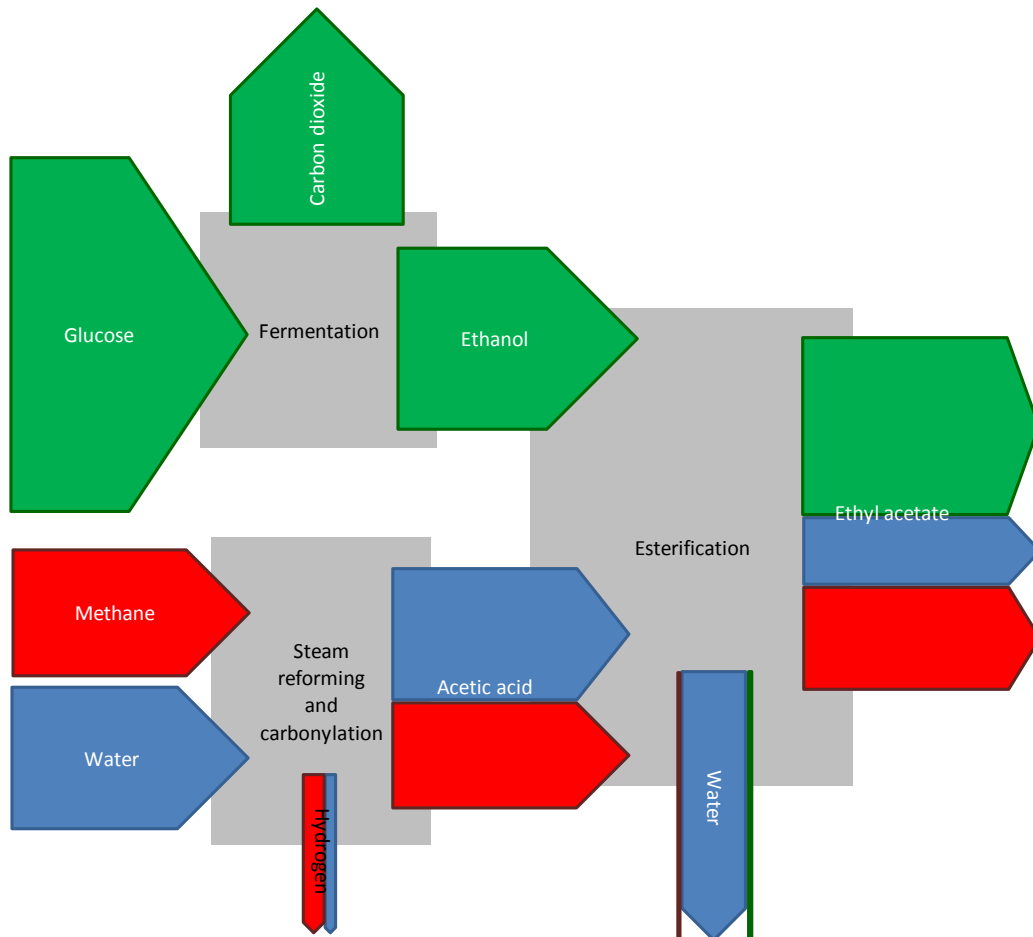 Carbon dioxide
Glucose
Fermentation
Ethanol
Ethyl acetate
Esterification
Methane
Steam
reforming
and
carbonylation
Acetic acid
Water
Hydrogen
Water